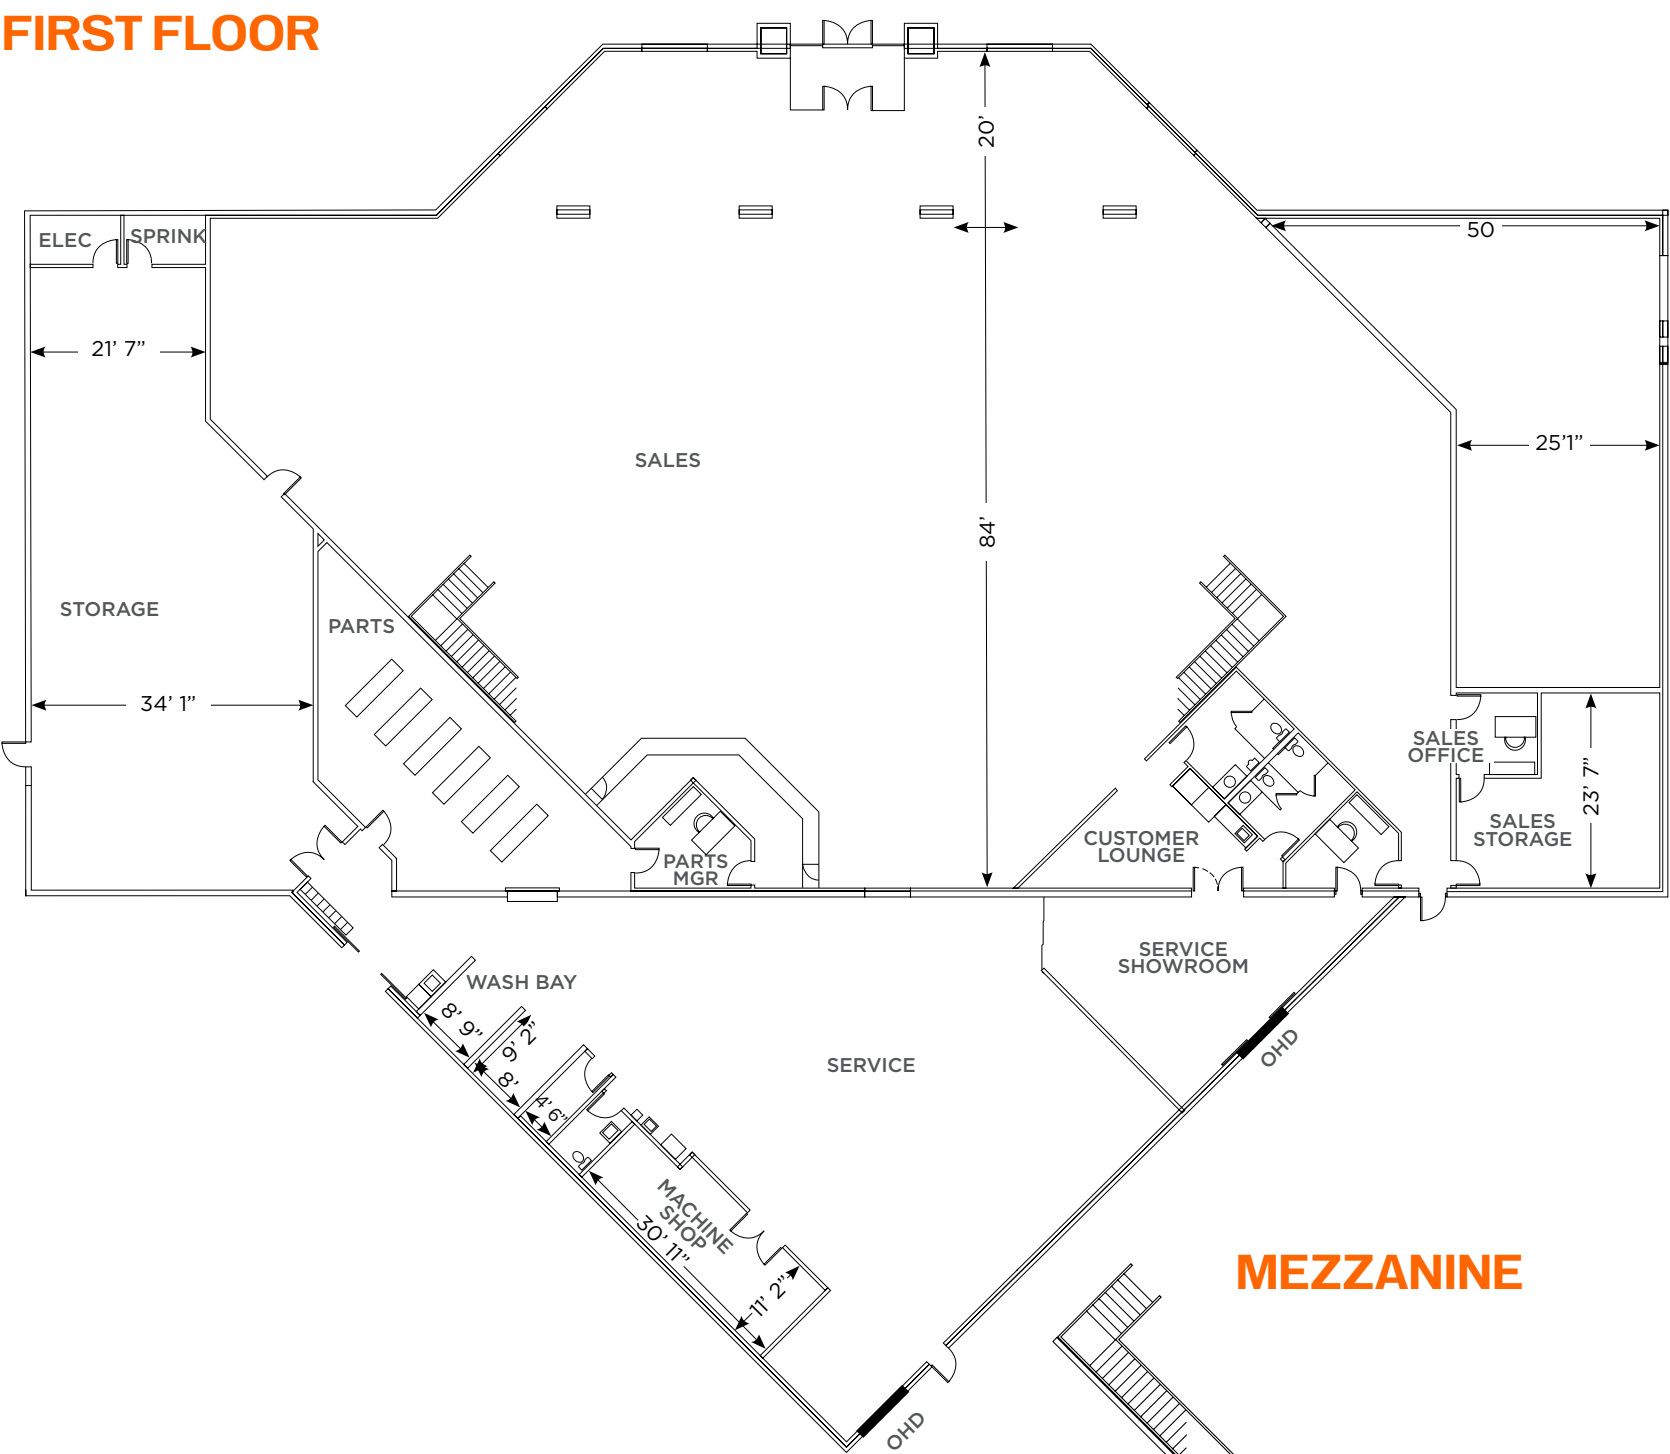 FIRST FLOOR
20’
ELEC
SPRINK
50
21’ 7”
25’1”
SALES
84’
STORAGE
PARTS
34’ 1”
SALES
OFFICE
23’ 7”
SALES
STORAGE
CUSTOMER
LOUNGE
PARTS
MGR
SERVICE
SHOWROOM
WASH BAY
8’ 9”
9’ 2”
8’
4’ 6”
SERVICE
OHD
MACHINE
SHOP
30’ 11”
11’ 2”
MEZZANINE
OHD